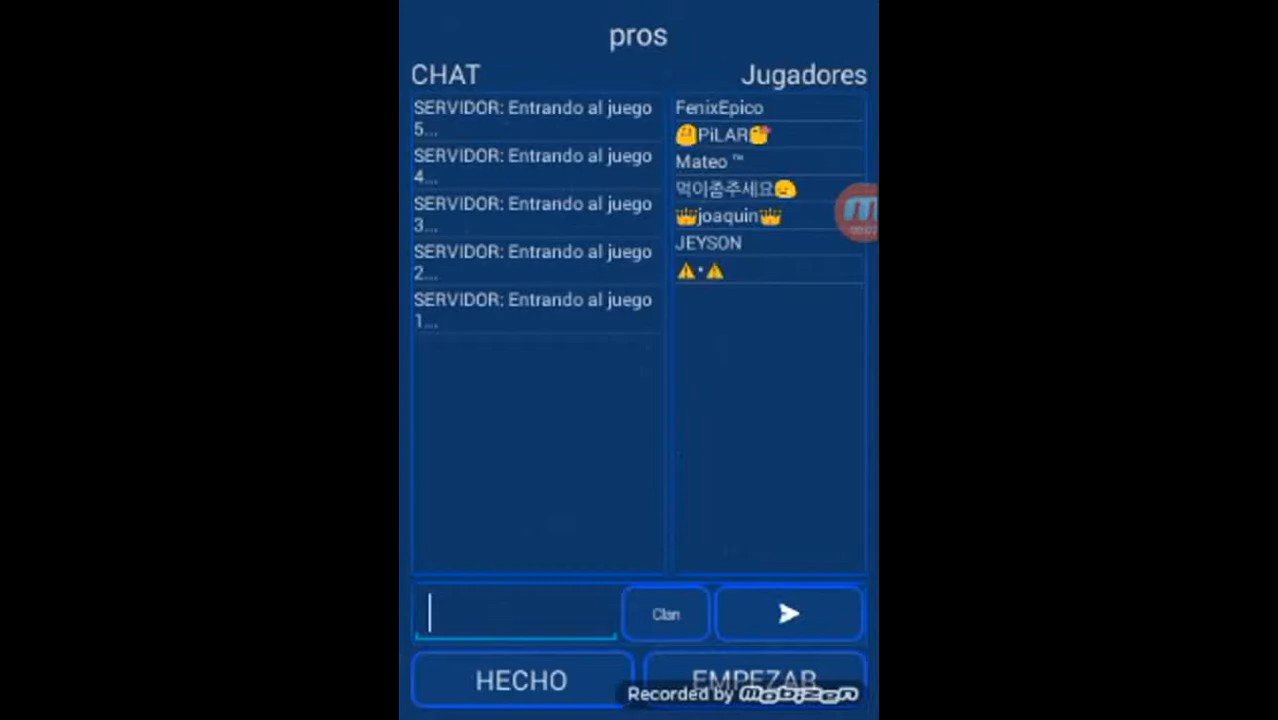 pros
CHAT
Jugadores
SERVIDOR: Entrando al juego
5...
SERVIDOR: Entrando al juego
4...
SERVIDOR: Entrando al juego
3...
SERVIDOR: Entrando al juego
2...
SERVIDOR: Entrando al juego
1...
FenixEpico
PiLAR
Mateo ™
먹이좀주세요
joaquin
JEYSON
Clan
HECHO
EMPEZAR
Recorded by mobizen